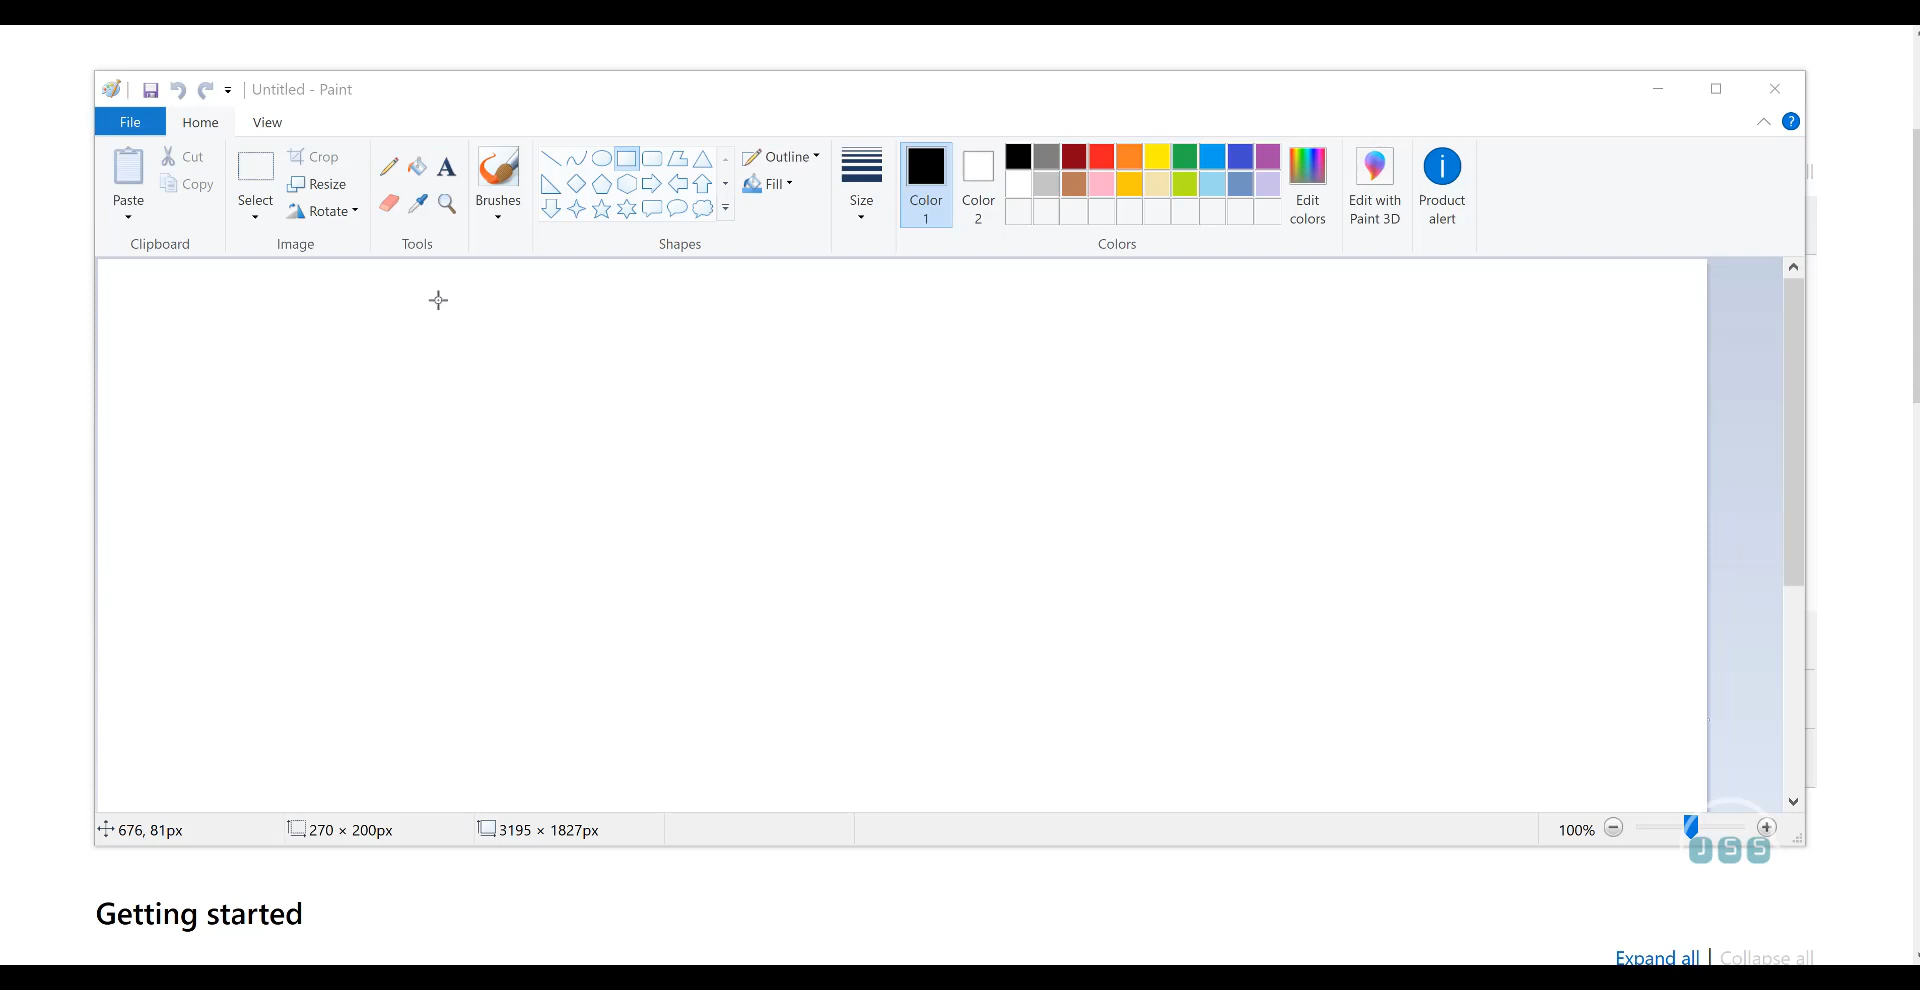 Untitled - Paint
File Home View
Paste
Cut
Copy
Clipboard
Select
Crop
Resize
Rotate
Image
A
Tools
Brushes
Outline
Fill
Shapes
Size
Color 1
Color 2
Edit colors
Colors
Edit with Paint 3D
Product alert
676, 81px
270 × 200px
3195 × 1827px
100%
JSS
Getting started
Expand all | Collapse all